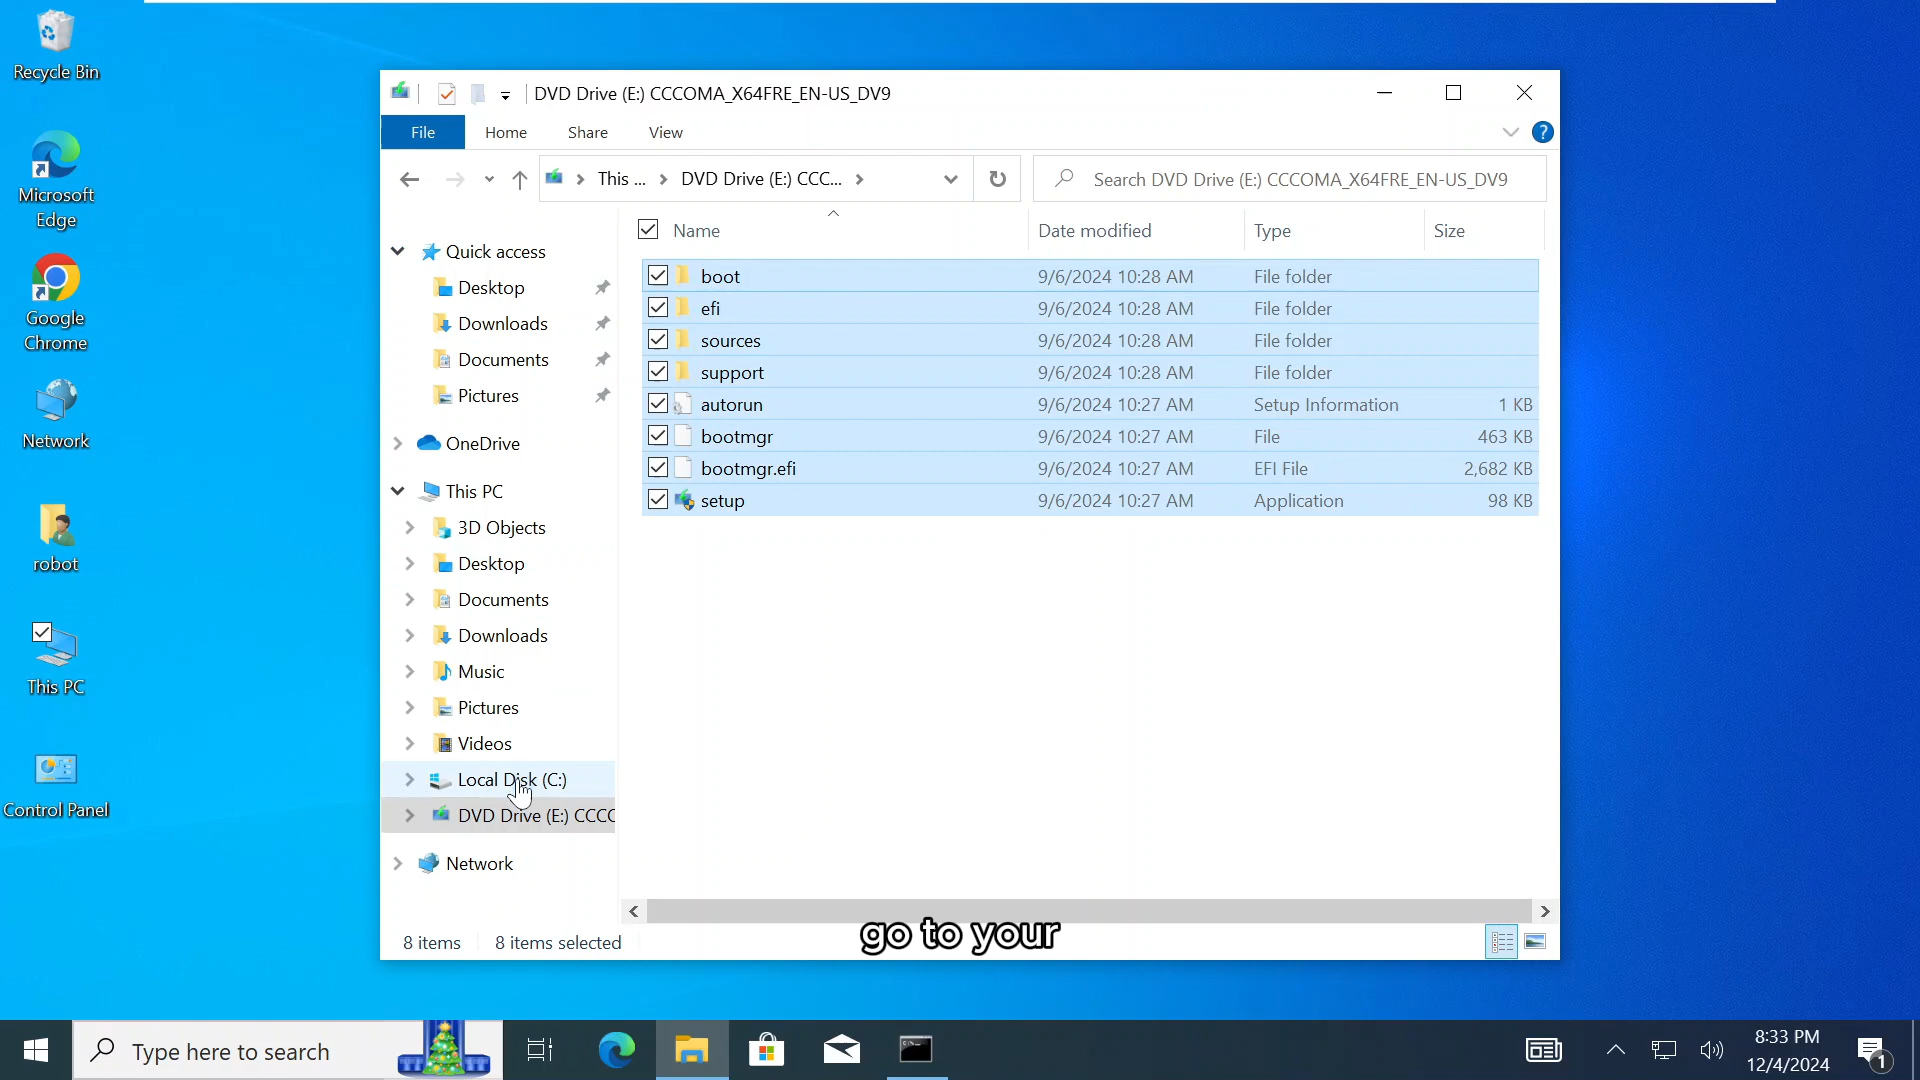 Recycle Bin
Microsoft
Edge
Google
Chrome
Network
robot
This PC
Control Panel
DVD Drive (E:) CCCOMA_X64FRE_EN-US_DV9
File Home Share View
This ... DVD Drive (E:) CCC...
Search DVD Drive (E:) CCCOMA_X64FRE_EN-US_DV9
Quick access
Desktop
Downloads
Documents
Pictures
OneDrive
This PC
3D Objects
Desktop
Documents
Downloads
Music
Pictures
Videos
Local Disk (C:)
DVD Drive (E:) CCCO
Network
Name Date modified Type Size
boot 9/6/2024 10:28 AM File folder
efi 9/6/2024 10:28 AM File folder
sources 9/6/2024 10:28 AM File folder
support 9/6/2024 10:28 AM File folder
autorun 9/6/2024 10:27 AM Setup Information 1 KB
bootmgr 9/6/2024 10:27 AM File 463 KB
bootmgr.efi 9/6/2024 10:27 AM EFI File 2,682 KB
setup 9/6/2024 10:27 AM Application 98 KB
8 items 8 items selected
go to your
Type here to search
8:33 PM
12/4/2024
1